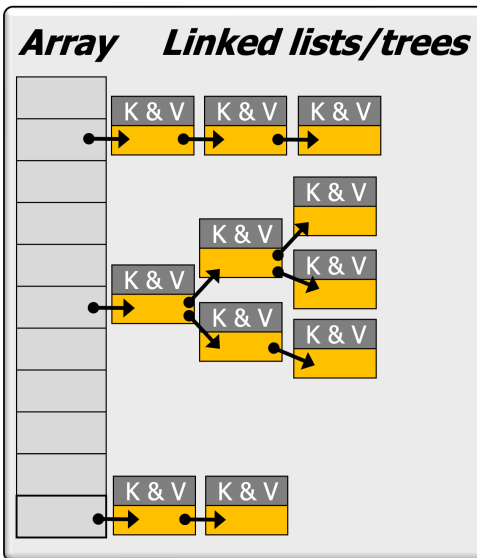 Array Linked lists/trees
K & V K & V K & V
K & V
K & V
K & V
K & V
K & V
K & V
K & V K & V